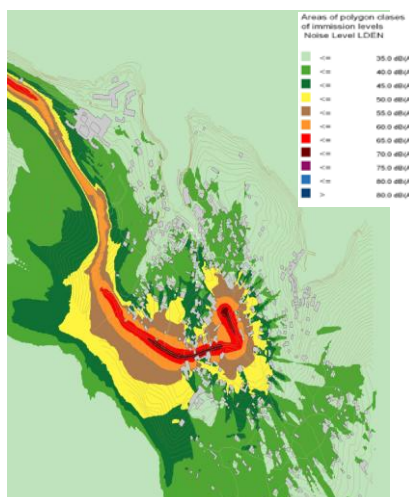 Areas of polygon clases
of immission levels
Noise Level LDEN
<= 35.0 dB(A
<= 40.0 dB(A
<= 45.0 dB(A
<= 50.0 dB(A
<= 55.0 dB(A
<= 60.0 dB(A
<= 65.0 dB(A
<= 70.0 dB(A
<= 75.0 dB(A
<= 80.0 dB(A
> 80.0 dB(A